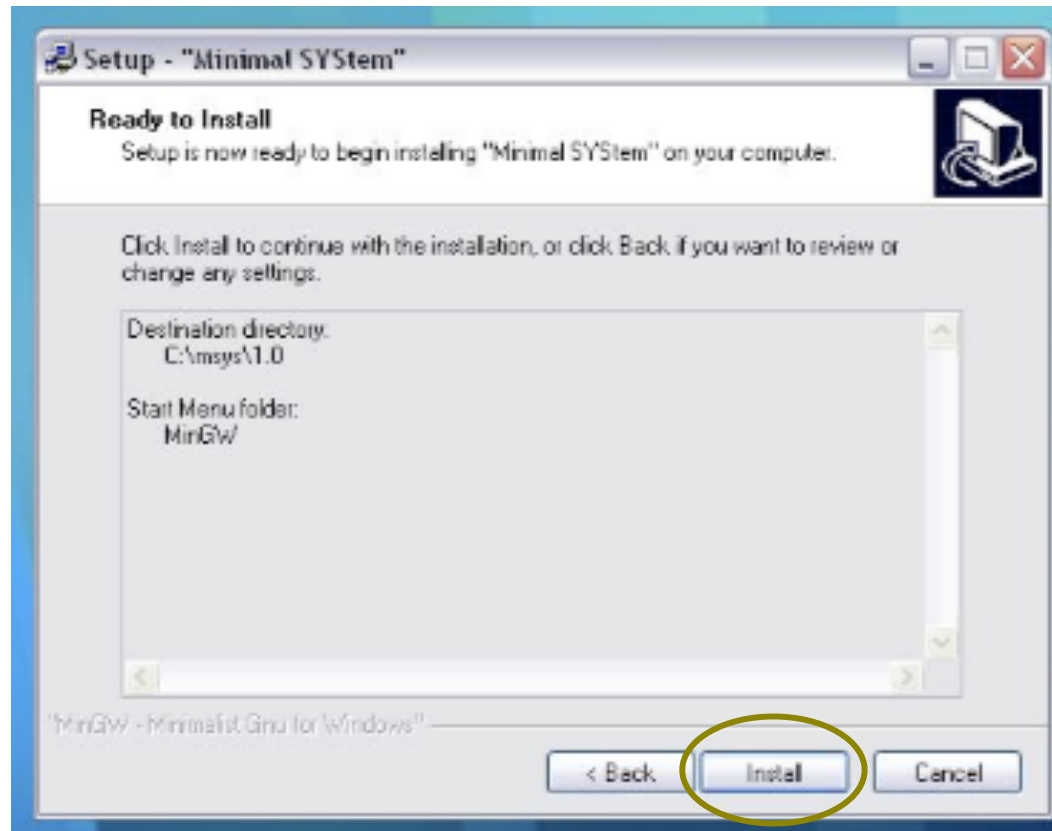 Setup - "Minimal SYStem"
Ready to Install
Setup is now ready to begin installing "Minimal SYStem" on your computer.
Click Install to continue with the installation, or click Back if you want to review or
change any settings.
Destination directory:
C:\msys\1.0
Start Menu folder:
MinGW
"MinGW - Minimalist Gnu for Windows"
< Back
Install
Cancel